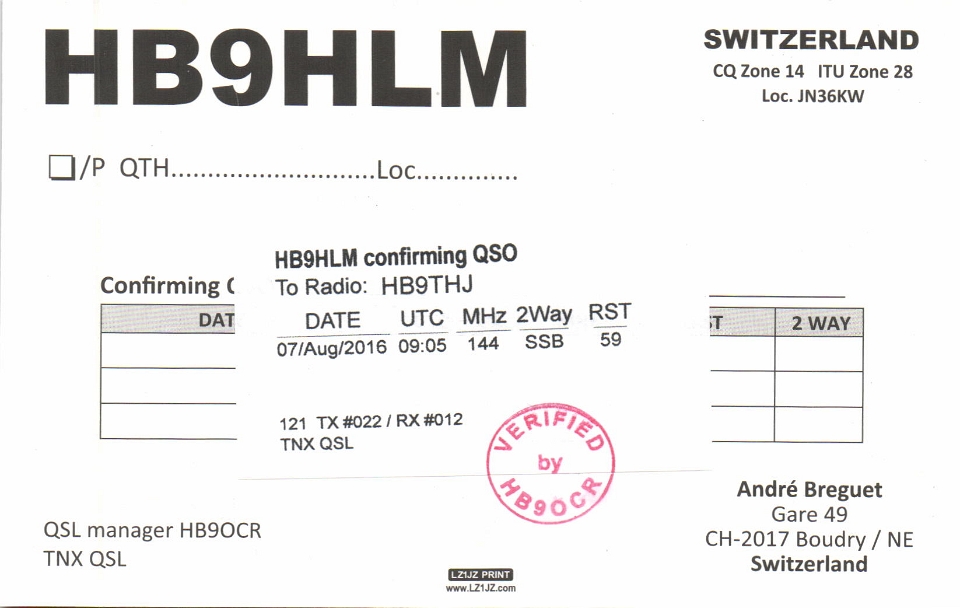 HB9HLM
SWITZERLAND
CQ Zone 14 ITU Zone 28
Loc. JN36KW
/P QTH............................Loc..............
HB9HLM confirming QSO
To Radio: HB9THJ
DATE UTC MHz 2Way RST
07/Aug/2016 09:05 144 SSB 59
121 TX #022 / RX #012
TNX QSL
Confirming
DAT
2 WAY
VERIFIED
by
HB9OCR
André Breguet
Gare 49
CH-2017 Boudry / NE
Switzerland
QSL manager HB9OCR
TNX QSL
LZ1JZ PRINT
www.LZ1JZ.com